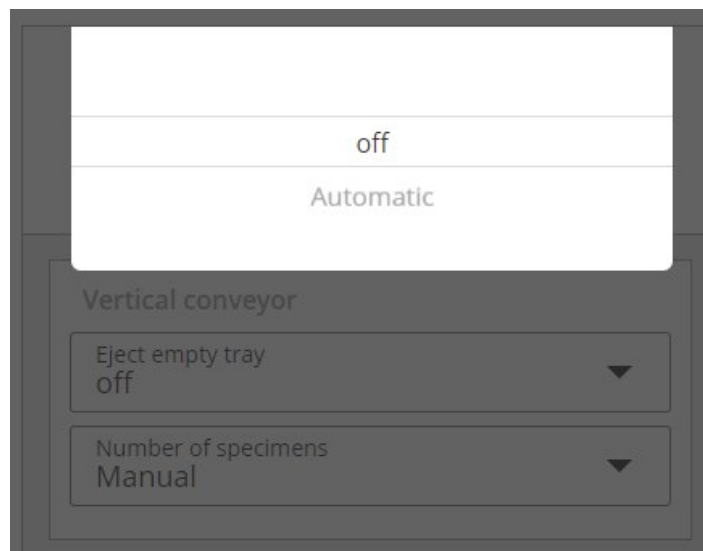 off
Automatic
Vertical conveyor
Eject empty tray
off
Number of specimens
Manual